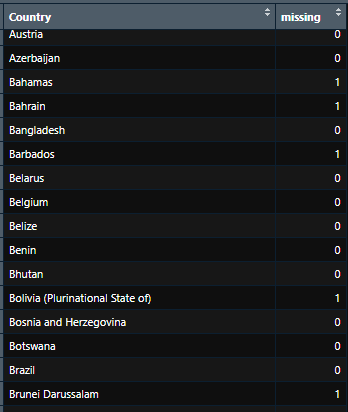 Country missing
Austria 0
Azerbaijan 0
Bahamas 1
Bahrain 1
Bangladesh 0
Barbados 1
Belarus 0
Belgium 0
Belize 0
Benin 0
Bhutan 0
Bolivia (Plurinational State of) 1
Bosnia and Herzegovina 0
Botswana 0
Brazil 0
Brunei Darussalam 1